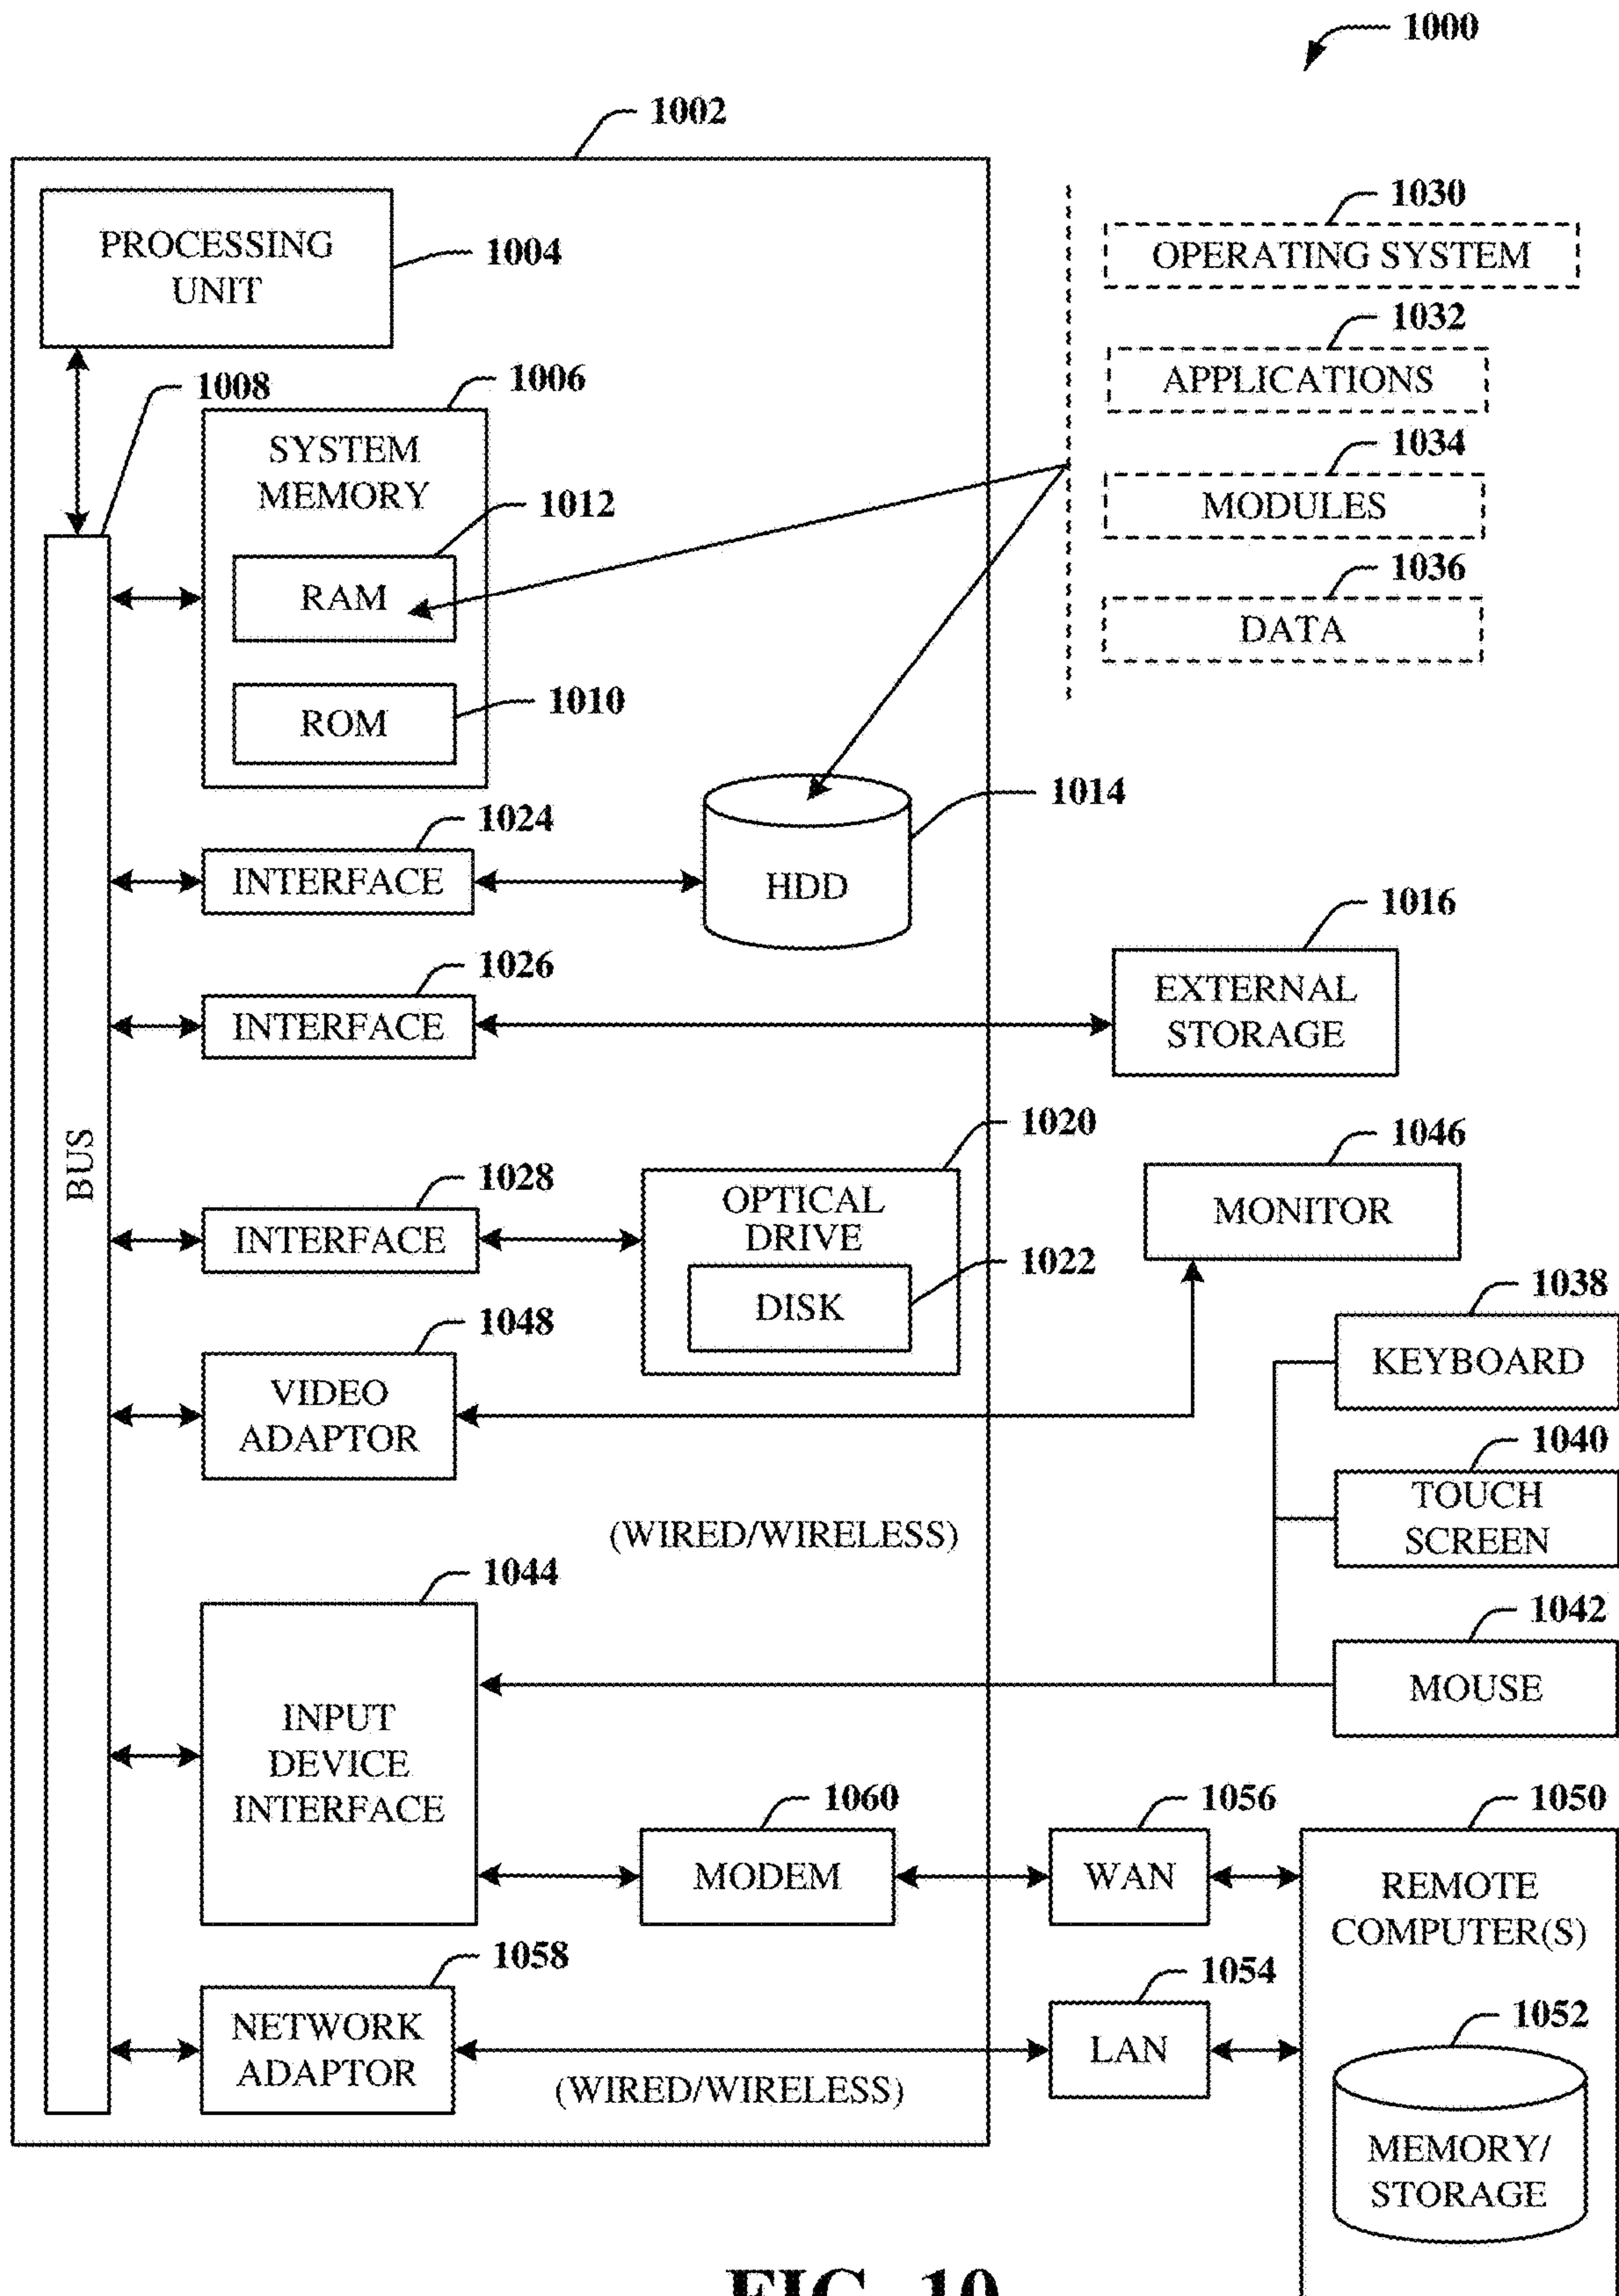 1000
1002
PROCESSING
UNIT
1004
1030
OPERATING SYSTEM
1032
APPLICATIONS
1034
MODULES
1036
DATA
1008
1006
SYSTEM
MEMORY
1012
RAM
1010
ROM
BUS
1024
INTERFACE
1014
HDD
1026
INTERFACE
1016
EXTERNAL
STORAGE
1028
INTERFACE
1020
OPTICAL
DRIVE
1022
DISK
1046
MONITOR
1048
VIDEO
ADAPTOR
1038
KEYBOARD
1040
TOUCH
SCREEN
(WIRED/WIRELESS)
1044
INPUT
DEVICE
INTERFACE
1042
MOUSE
1060
MODEM
1056
WAN
1050
REMOTE
COMPUTER(S)
1058
NETWORK
ADAPTOR
(WIRED/WIRELESS)
1054
LAN
1052
MEMORY/
STORAGE
FIG. 10